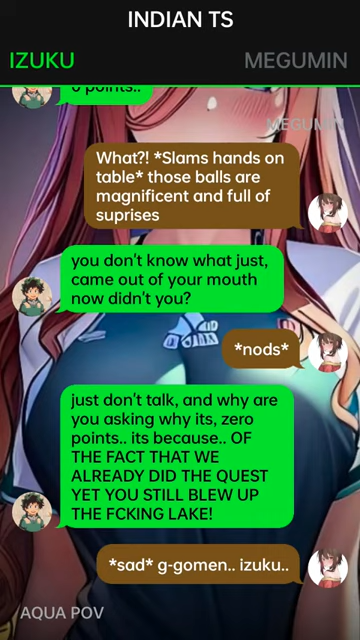 INDIAN TS
IZUKU
MEGUMIN
0 points..
MEGUMIN
What?! *Slams hands on
table* those balls are
magnificent and full of
suprises
you don't know what just,
came out of your mouth
now didn't you?
*nods*
just don't talk, and why are
you asking why its, zero
points.. its because.. OF
THE FACT THAT WE
ALREADY DID THE QUEST
YET YOU STILL BLEW UP
THE FCKING LAKE!
*sad* g-gomen.. izuku..
AQUA POV